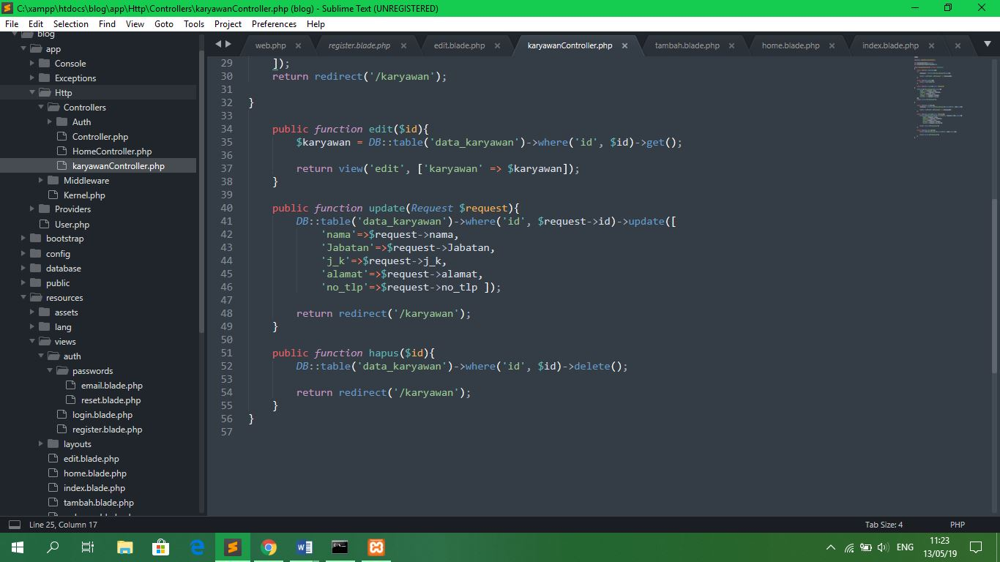 C:\xampp\htdocs\blog\app\Http\Controllers\karyawanController.php (blog) - Sublime Text (UNREGISTERED)
File Edit Selection Find View Goto Tools Project Preferences Help
blog
app
Console
Exceptions
Http
Controllers
Auth
Controller.php
HomeController.php
karyawanController.php
Middleware
Kernel.php
Providers
User.php
bootstrap
config
database
public
resources
assets
lang
views
auth
passwords
email.blade.php
reset.blade.php
login.blade.php
register.blade.php
layouts
edit.blade.php
home.blade.php
index.blade.php
tambah.blade.php
web.php register.blade.php edit.blade.php karyawanController.php tambah.blade.php home.blade.php index.blade.php
29 ]);
30 return redirect('/karyawan');
31
32 }
33
34 public function edit($id){
35 $karyawan = DB::table('data_karyawan')->where('id', $id)->get();
36
37 return view('edit', ['karyawan' => $karyawan]);
38 }
39
40 public function update(Request $request){
41 DB::table('data_karyawan')->where('id', $request->id)->update([
42 'nama'=>$request->nama,
43 'Jabatan'=>$request->Jabatan,
44 'j_k'=>$request->j_k,
45 'alamat'=>$request->alamat,
46 'no_tlp'=>$request->no_tlp ]);
47
48 return redirect('/karyawan');
49 }
50
51 public function hapus($id){
52 DB::table('data_karyawan')->where('id', $id)->delete();
53
54 return redirect('/karyawan');
55 }
56 }
57
Line 25, Column 17 Tab Size: 4 PHP
ENG
11:23
13/05/19